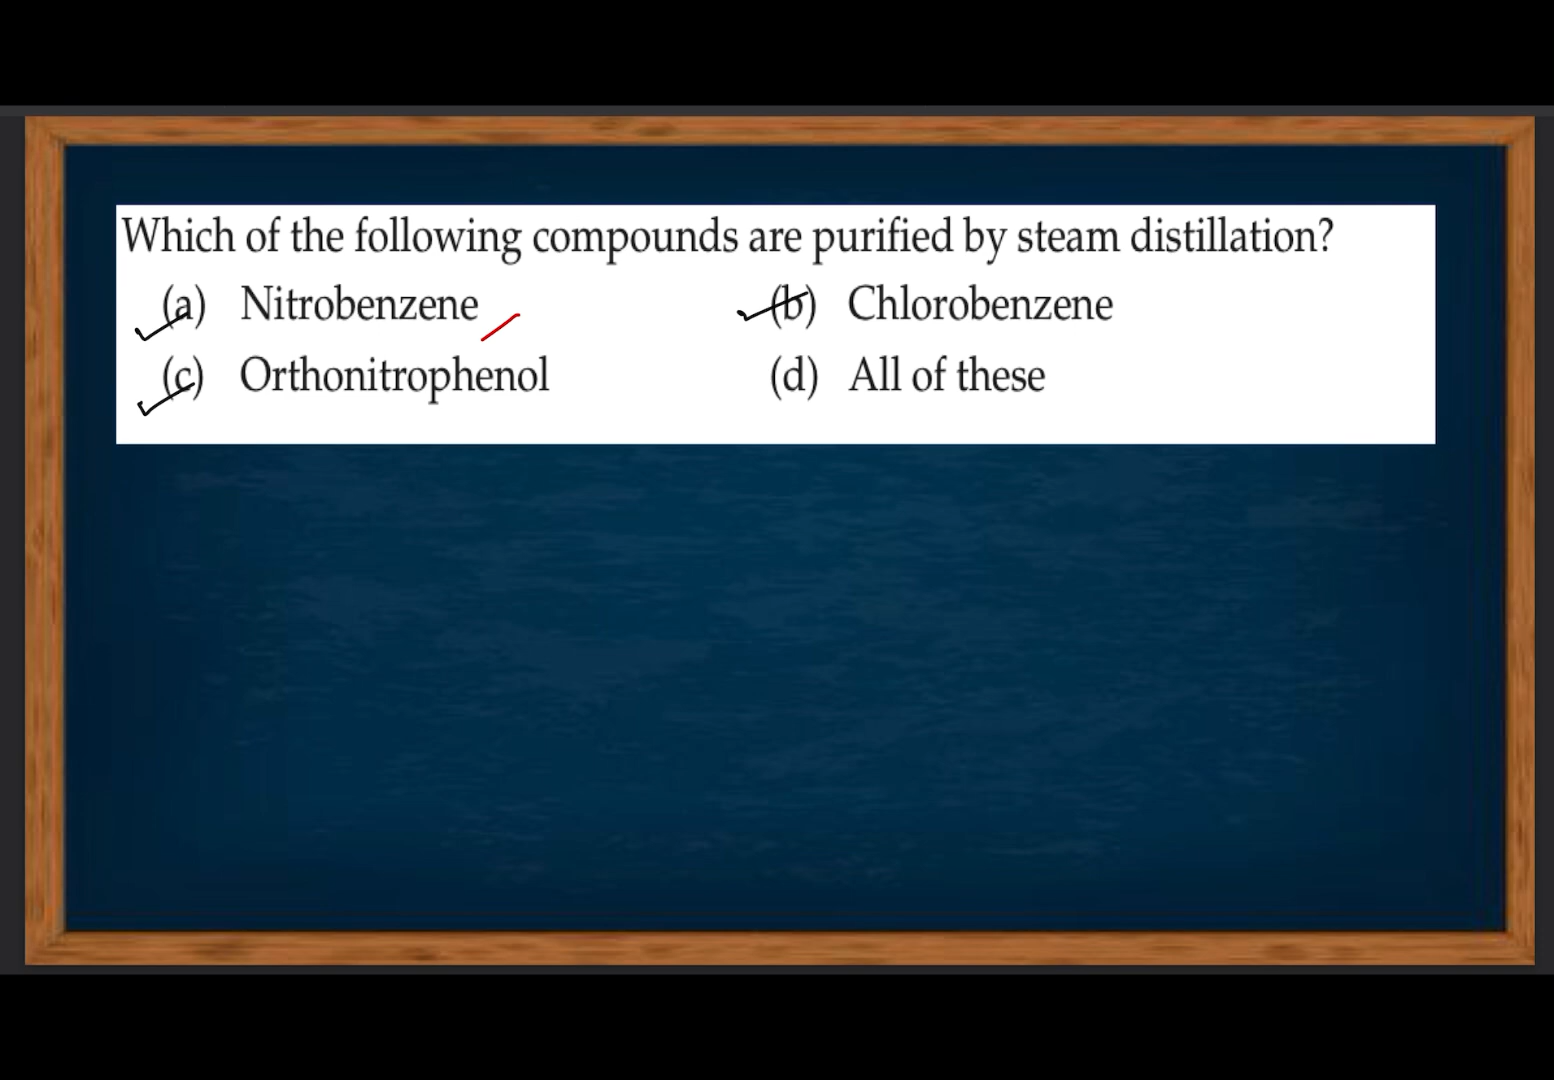 Which of the following compounds are purified by steam distillation?
(a) Nitrobenzene (b) Chlorobenzene
(c) Orthonitrophenol (d) All of these